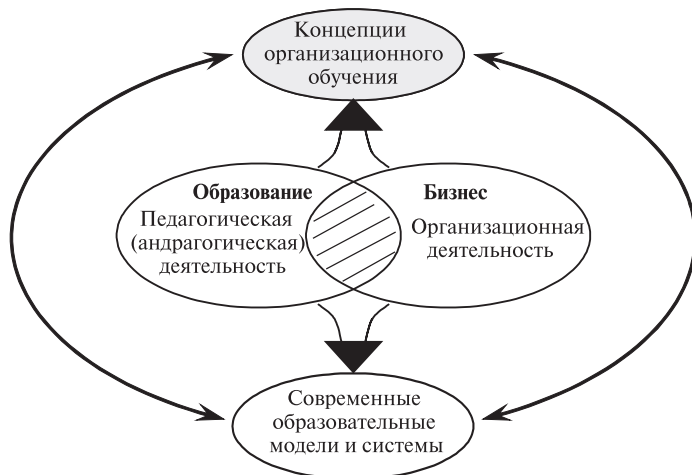 Концепции
организационного
обучения
Образование
Педагогическая
(андрагогическая)
деятельность
Бизнес
Организационная
деятельность
Современные
образовательные
модели и системы